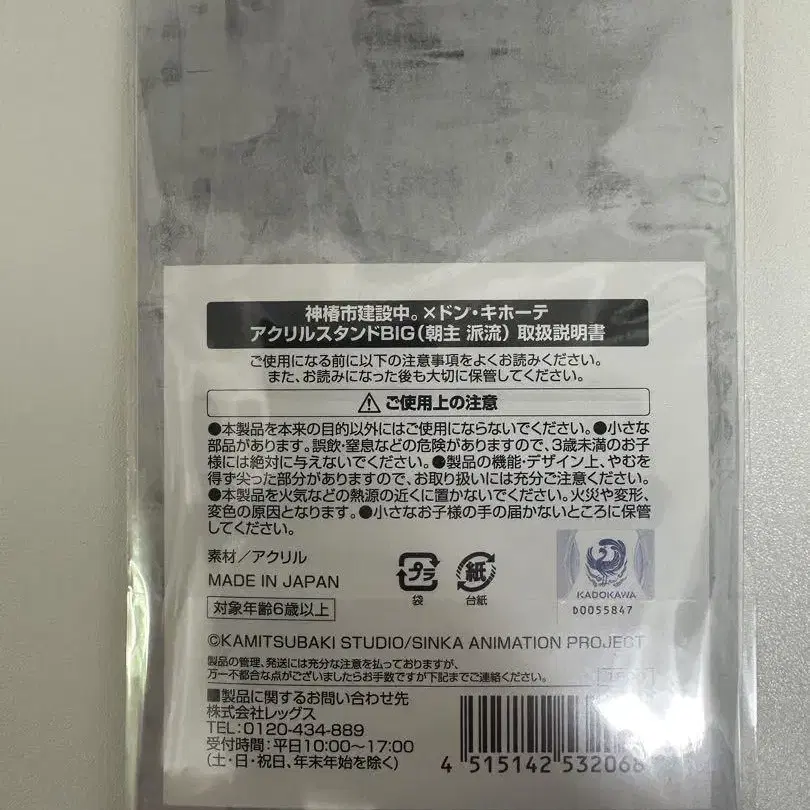 神椿市建設中。×ドン・キホーテ
アクリルスタンドBIG(朝主 派流) 取扱説明書
ご使用になる前に以下の注意事項をよくお読みください。
また、お読みになった後も大切に保管してください。
⚠ご使用上の注意
●本製品を本来の目的以外にはご使用にならないでください。●小さな
部品があります。誤飲・窒息などの危険がありますので、3歳未満のお子
様には絶対に与えないでください。●製品の機能・デザイン上、やむを
得ず尖った部分がありますので、お取り扱いには充分ご注意ください。
●本製品を火気などの熱源の近くに置かないでください。火災や変形、
変色の原因となります。●小さなお子様の手の届かないところに保管
してください。
素材/アクリル
MADE IN JAPAN
対象年齢6歳以上
プラ
袋
紙
台紙
KADOKAWA
D0055847
©KAMITSUBAKI STUDIO/SINKA ANIMATION PROJECT
製品の管理、発送には充分な注意を払っておりますが、
万一不都合な点がございましたらお手数ですが下記までご連絡ください。
■製品に関するお問い合わせ先
株式会社レッグス
TEL:0120-434-889
受付時間:平日10:00~17:00
(土・日・祝日、年末年始を除く)
4 515142 532068